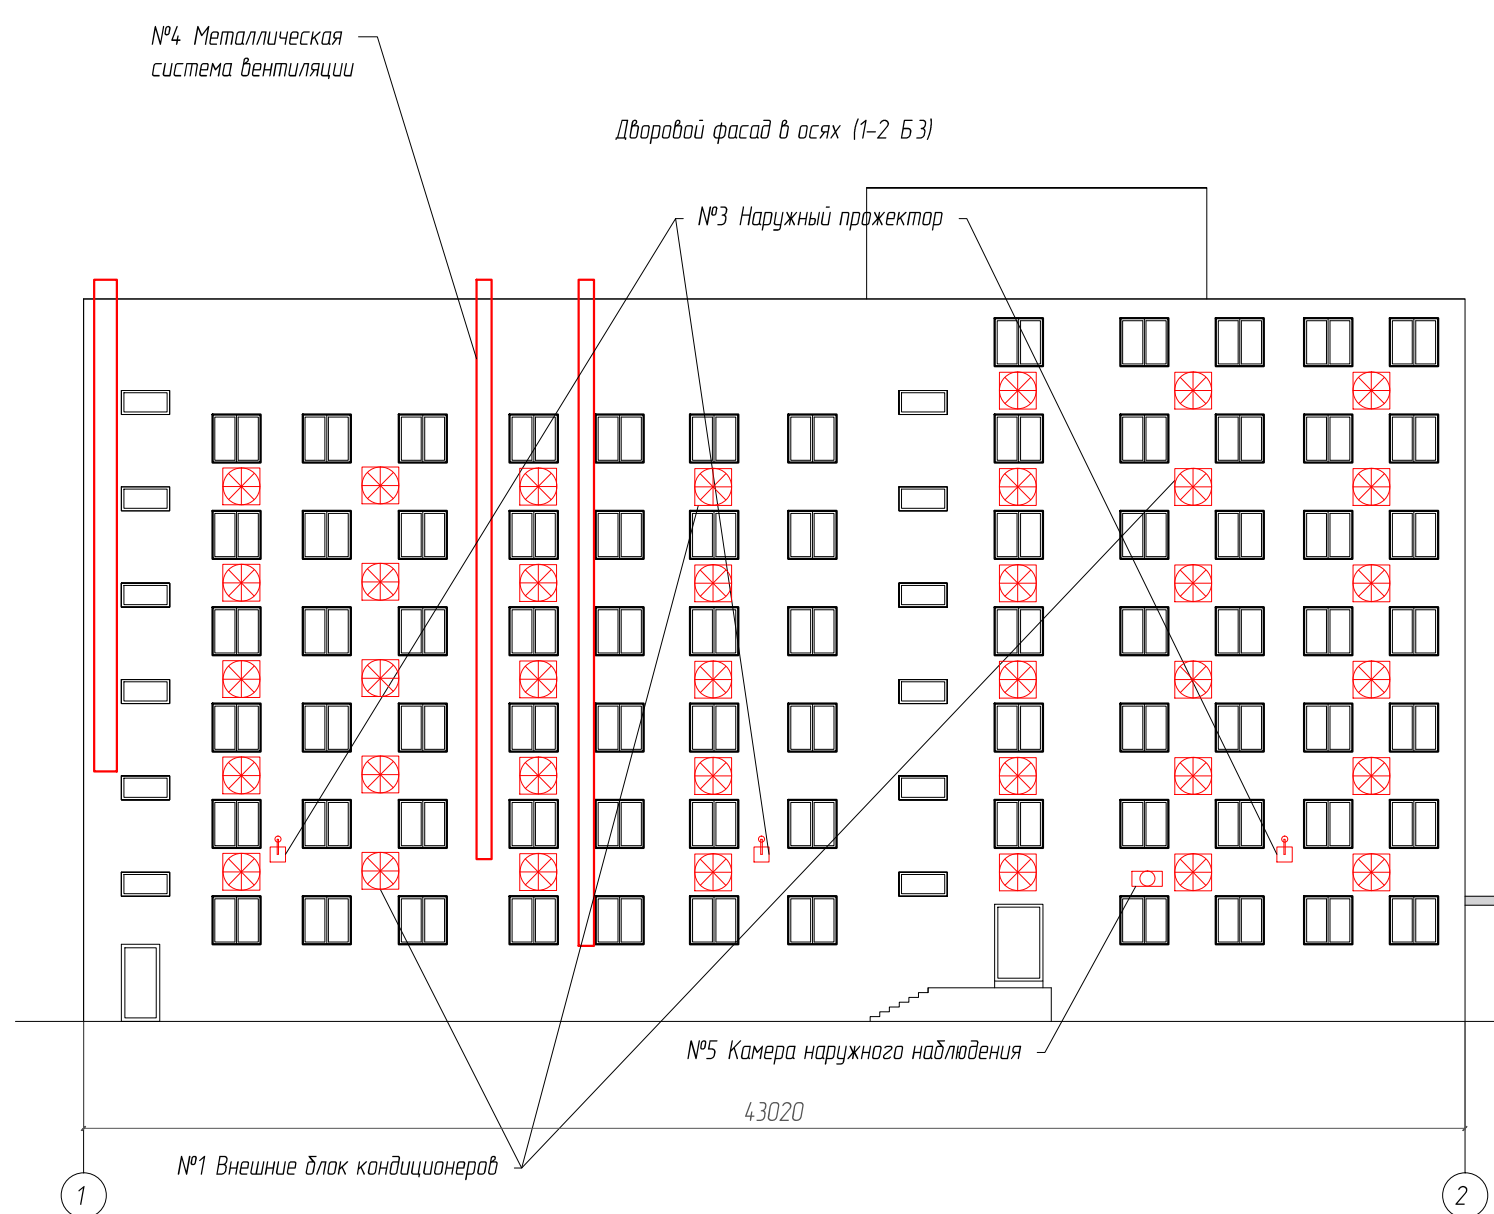 №4 Металлическая
система вентиляции
Дворовой фасад в осях (1-2 Б3)
№3 Наружный прожектор
№5 Камера наружного наблюдения
43020
№1 Внешние блок кондиционеров
1
2